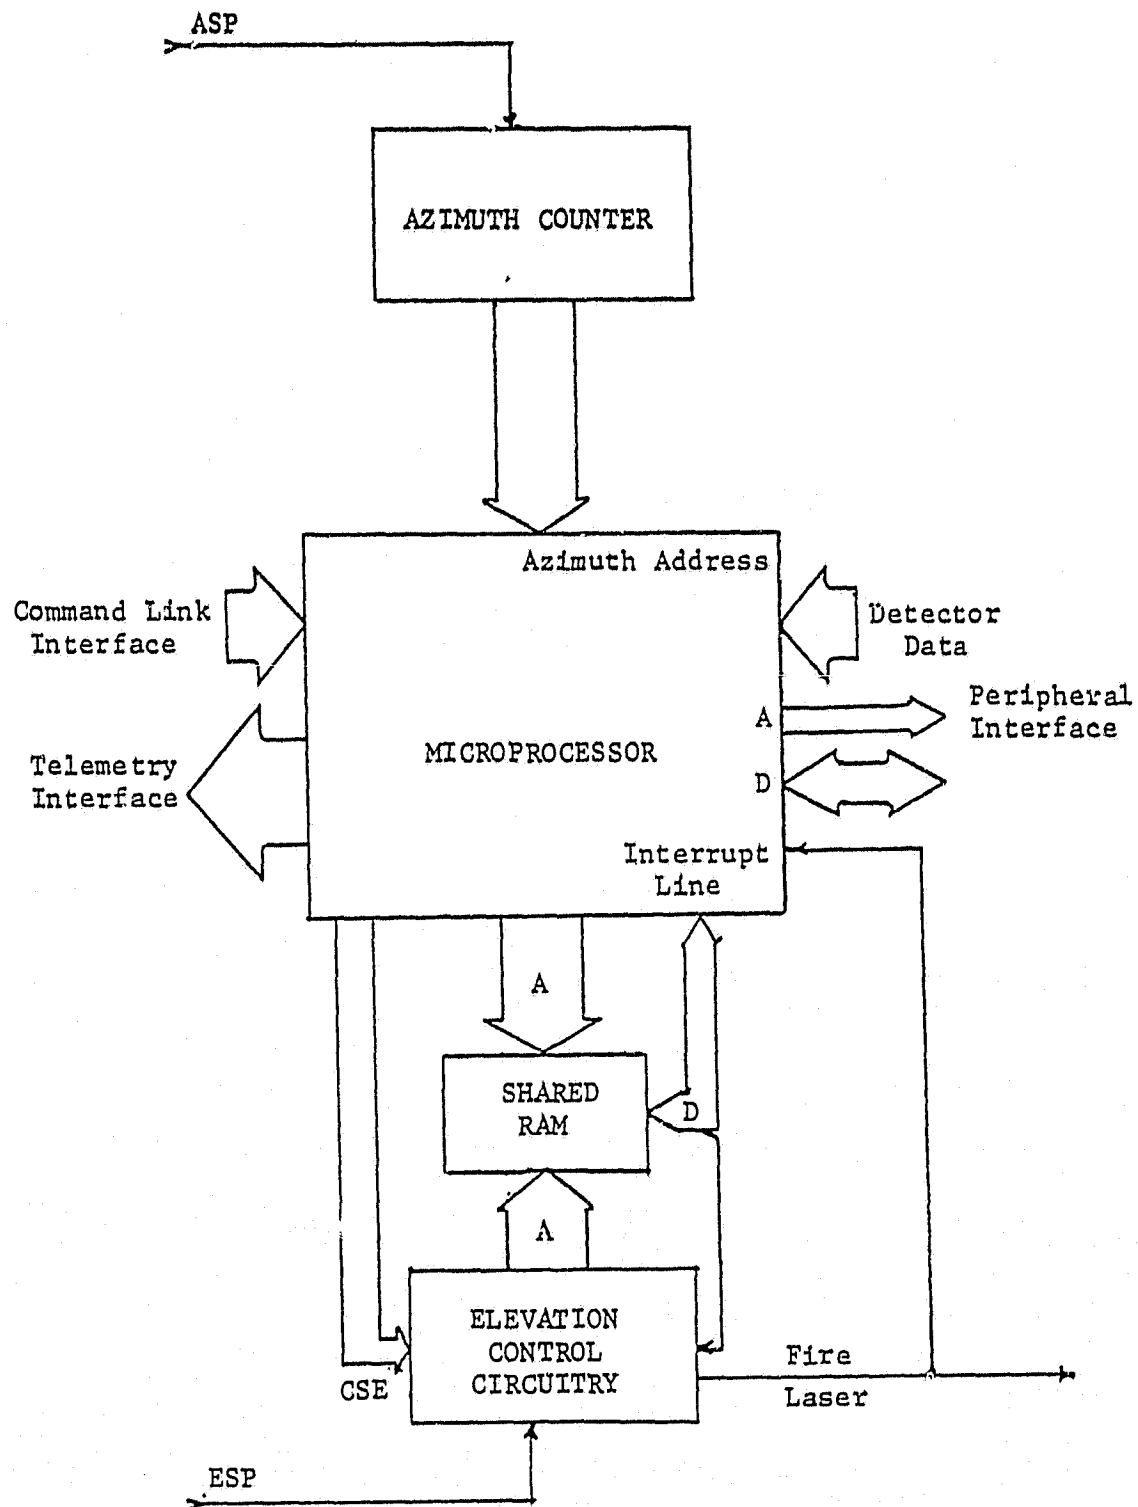 ASP
AZIMUTH COUNTER
Azimuth Address
Command Link
Interface
Detector
Data
A
Peripheral
Interface
MICROPROCESSOR
Telemetry
Interface
D
Interrupt
Line
A
SHARED
RAM
D
A
ELEVATION
CONTROL
CIRCUITRY
CSE
Fire
Laser
ESP